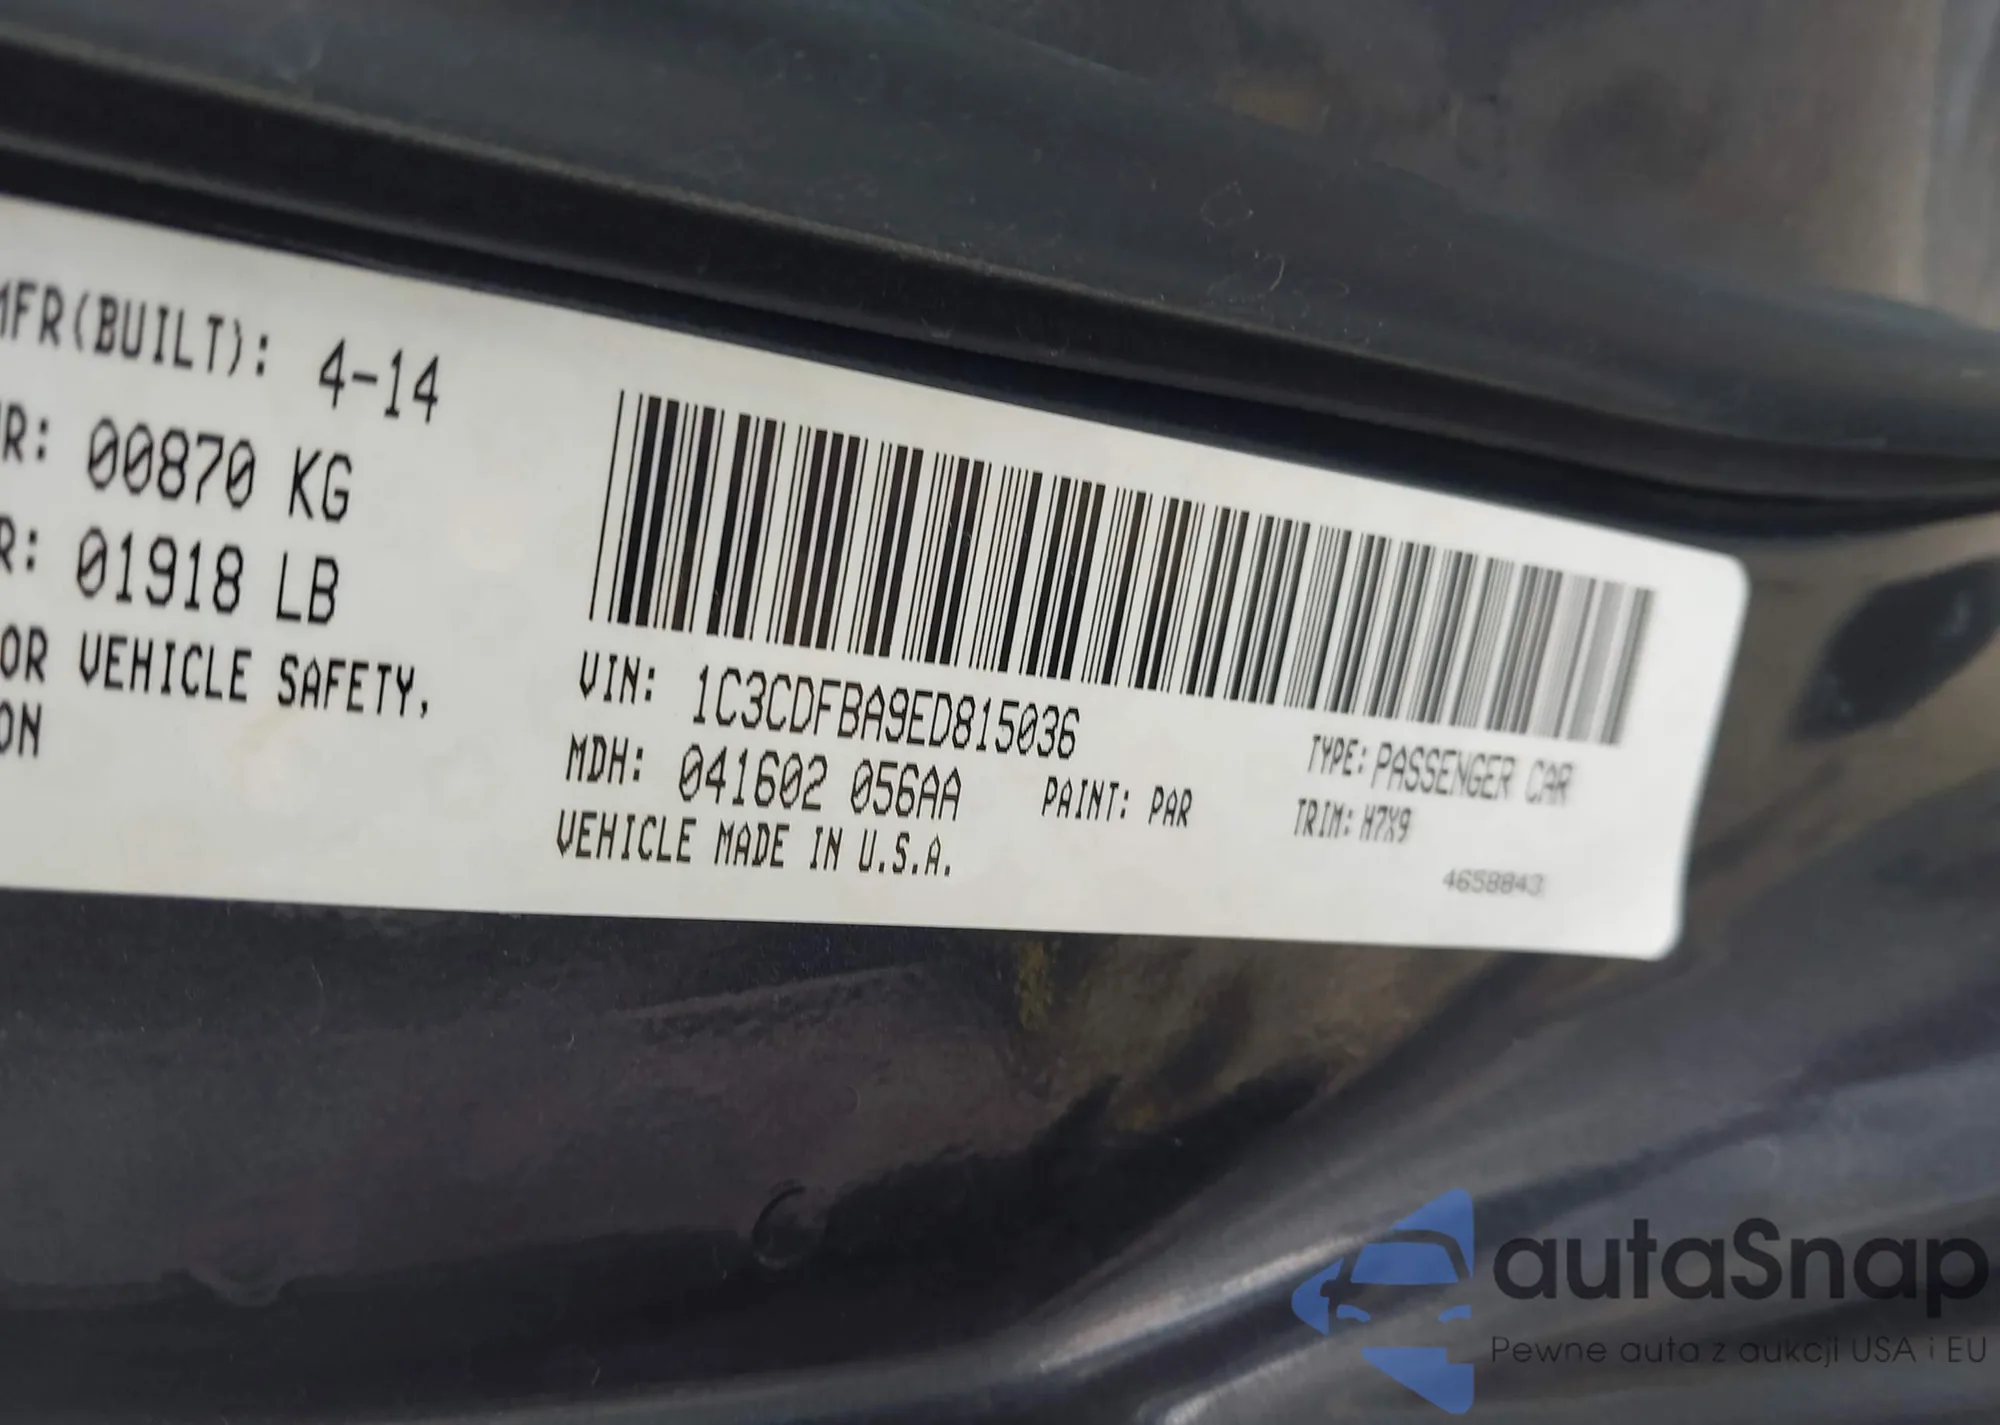 MFR(BUILT): 4-14
R: 00870 KG
R: 01918 LB
OR VEHICLE SAFETY,
ON
VIN: 1C3CDFBA9ED815036
MDH: 041602 056AA
PAINT: PAR
VEHICLE MADE IN U.S.A.
TYPE: PASSENGER CAR
TRIM: H7X9
4658843
autaSnap
Pewne auta z aukcji USA i EU